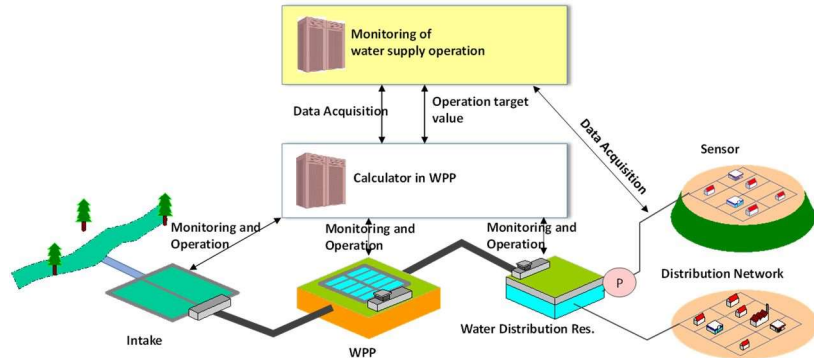 Monitoring of
water supply operation
Data Acquisition
Operation target
value
Data Acquisition
Sensor
Calculator in WPP
Monitoring and
Operation
Monitoring and
Operation
Monitoring and
Operation
P
Distribution Network
Intake
WPP
Water Distribution Res.